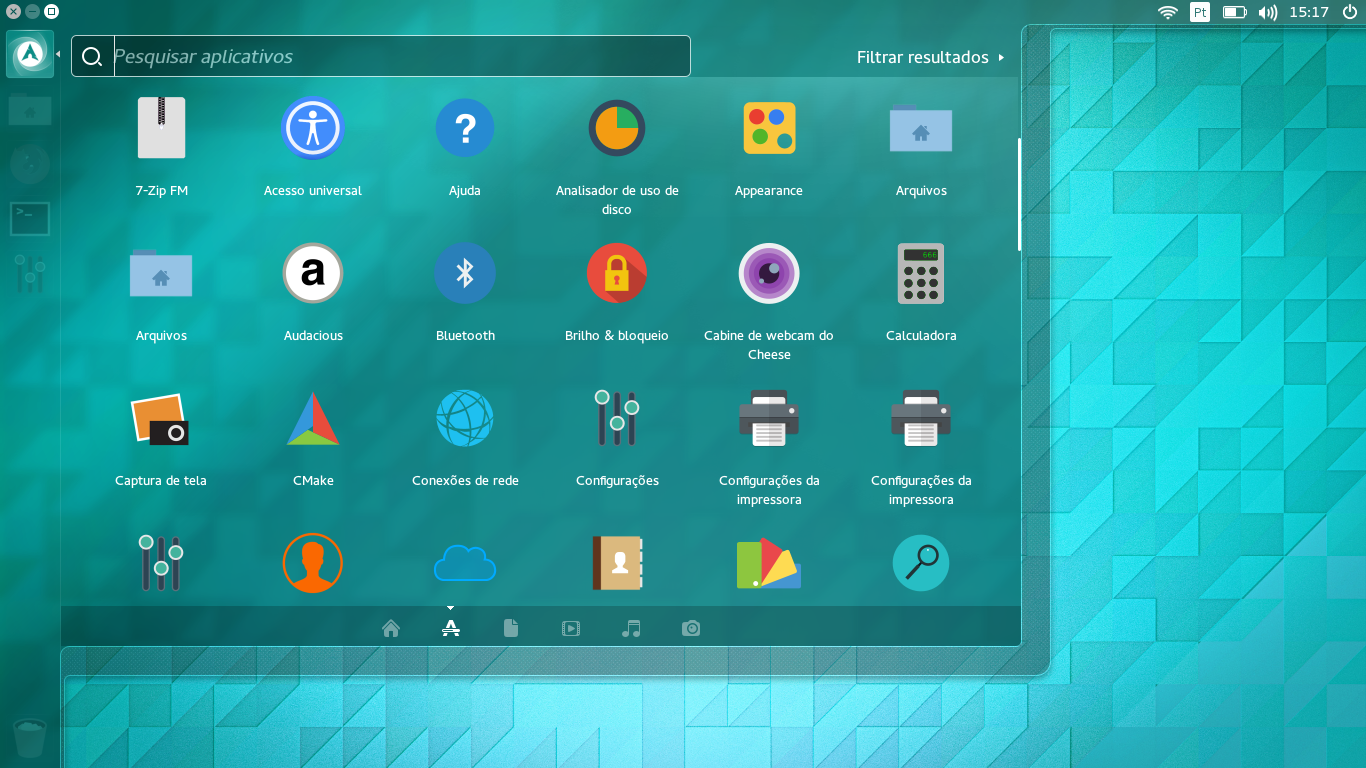 Pt
15:17
Pesquisar aplicativos
Filtrar resultados
7-Zip FM
Acesso universal
?
Ajuda
Analisador de uso de
disco
Appearance
Arquivos
>_
Arquivos
a
Audacious
Bluetooth
Brilho & bloqueio
Cabine de webcam do
Cheese
666
Calculadora
Captura de tela
CMake
Conexões de rede
Configurações
Configurações da
impressora
Configurações da
impressora